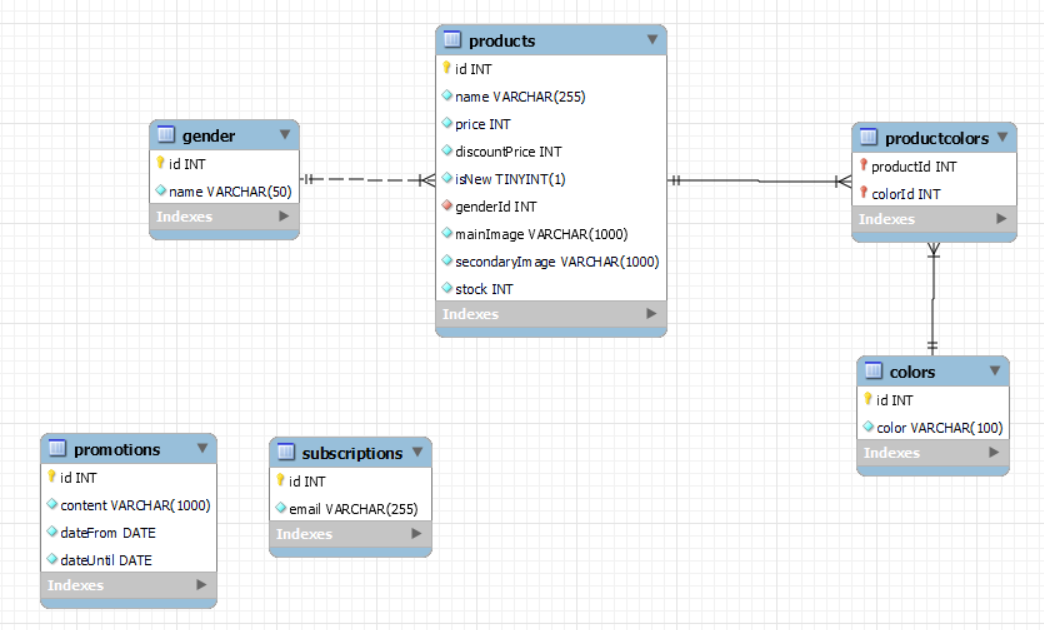 products
id INT
name VARCHAR(255)
price INT
discountPrice INT
isNew TINYINT(1)
genderId INT
mainImage VARCHAR(1000)
secondaryImage VARCHAR(1000)
stock INT
Indexes
gender
id INT
name VARCHAR(50)
Indexes
productcolors
productId INT
colorId INT
Indexes
colors
id INT
color VARCHAR(100)
Indexes
promotions
id INT
content VARCHAR(1000)
dateFrom DATE
dateUntil DATE
Indexes
subscriptions
id INT
email VARCHAR(255)
Indexes